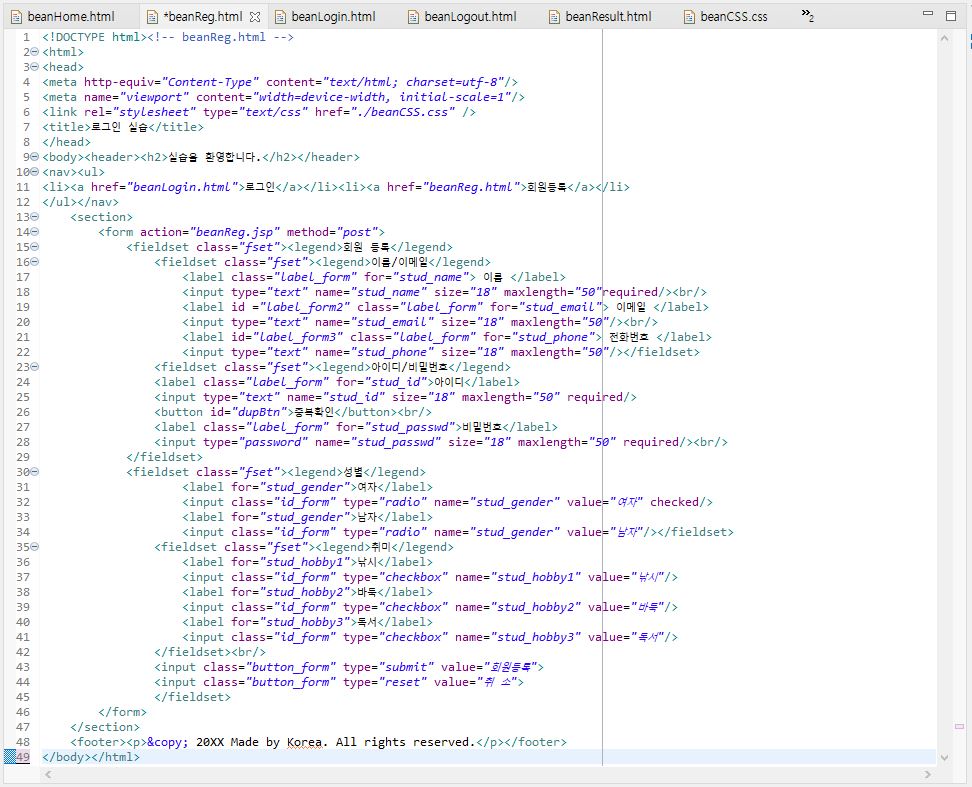 beanHome.html *beanReg.html beanLogin.html beanLogout.html beanResult.html beanCSS.css »2
1 <!DOCTYPE html><!-- beanReg.html -->
2 <html>
3 <head>
4 <meta http-equiv="Content-Type" content="text/html; charset=utf-8"/>
5 <meta name="viewport" content="width=device-width, initial-scale=1"/>
6 <link rel="stylesheet" type="text/css" href="./beanCSS.css" />
7 <title>로그인 실습</title>
8 </head>
9 <body><header><h2>실습을 환영합니다.</h2></header>
10 <nav><ul>
11 <li><a href="beanLogin.html">로그인</a></li><li><a href="beanReg.html">회원등록</a></li>
12 </ul></nav>
13 <section>
14 <form action="beanReg.jsp" method="post">
15 <fieldset class="fset"><legend>회원 등록</legend>
16 <fieldset class="fset"><legend>이름/이메일</legend>
17 <label class="label_form" for="stud_name"> 이름 </label>
18 <input type="text" name="stud_name" size="18" maxlength="50"required/><br/>
19 <label id ="label_form2" class="label_form" for="stud_email"> 이메일 </label>
20 <input type="text" name="stud_email" size="18" maxlength="50"/><br/>
21 <label id="label_form3" class="label_form" for="stud_phone"> 전화번호 </label>
22 <input type="text" name="stud_phone" size="18" maxlength="50"/></fieldset>
23 <fieldset class="fset"><legend>아이디/비밀번호</legend>
24 <label class="label_form" for="stud_id">아이디</label>
25 <input type="text" name="stud_id" size="18" maxlength="50" required/>
26 <button id="dupBtn">중복확인</button><br/>
27 <label class="label_form" for="stud_passwd">비밀번호</label>
28 <input type="password" name="stud_passwd" size="18" maxlength="50" required/><br/>
29 </fieldset>
30 <fieldset class="fset"><legend>성별</legend>
31 <label for="stud_gender">여자</label>
32 <input class="id_form" type="radio" name="stud_gender" value="여자" checked/>
33 <label for="stud_gender">남자</label>
34 <input class="id_form" type="radio" name="stud_gender" value="남자"/></fieldset>
35 <fieldset class="fset"><legend>취미</legend>
36 <label for="stud_hobby1">낚시</label>
37 <input class="id_form" type="checkbox" name="stud_hobby1" value="낚시"/>
38 <label for="stud_hobby2">바둑</label>
39 <input class="id_form" type="checkbox" name="stud_hobby2" value="바둑"/>
40 <label for="stud_hobby3">독서</label>
41 <input class="id_form" type="checkbox" name="stud_hobby3" value="독서"/>
42 </fieldset><br/>
43 <input class="button_form" type="submit" value="회원등록">
44 <input class="button_form" type="reset" value="취 소">
45 </fieldset>
46 </form>
47 </section>
48 <footer><p>&copy; 20XX Made by Korea. All rights reserved.</p></footer>
49 </body></html>